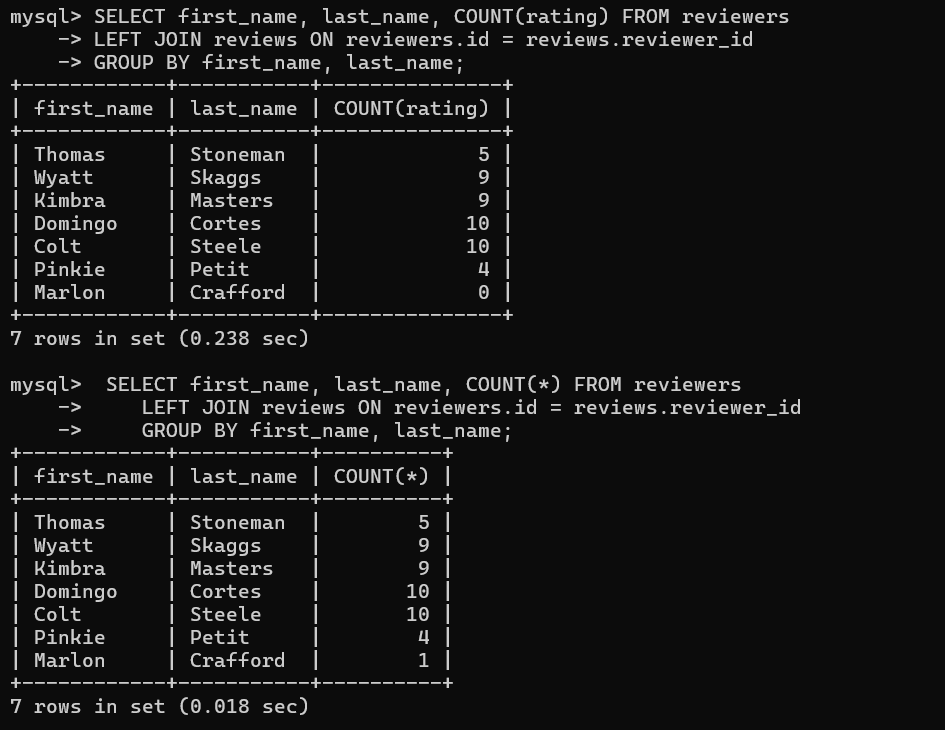 mysql> SELECT first_name, last_name, COUNT(rating) FROM reviewers
    -> LEFT JOIN reviews ON reviewers.id = reviews.reviewer_id
    -> GROUP BY first_name, last_name;
+------------+-----------+---------------+
| first_name | last_name | COUNT(rating) |
+------------+-----------+---------------+
| Thomas     | Stoneman  |             5 |
| Wyatt      | Skaggs    |             9 |
| Kimbra     | Masters   |             9 |
| Domingo    | Cortes    |            10 |
| Colt       | Steele    |            10 |
| Pinkie     | Petit     |             4 |
| Marlon     | Crafford  |             0 |
+------------+-----------+---------------+
7 rows in set (0.238 sec)

mysql>  SELECT first_name, last_name, COUNT(*) FROM reviewers
    ->     LEFT JOIN reviews ON reviewers.id = reviews.reviewer_id
    ->     GROUP BY first_name, last_name;
+------------+-----------+----------+
| first_name | last_name | COUNT(*) |
+------------+-----------+----------+
| Thomas     | Stoneman  |        5 |
| Wyatt      | Skaggs    |        9 |
| Kimbra     | Masters   |        9 |
| Domingo    | Cortes    |       10 |
| Colt       | Steele    |       10 |
| Pinkie     | Petit     |        4 |
| Marlon     | Crafford  |        1 |
+------------+-----------+----------+
7 rows in set (0.018 sec)